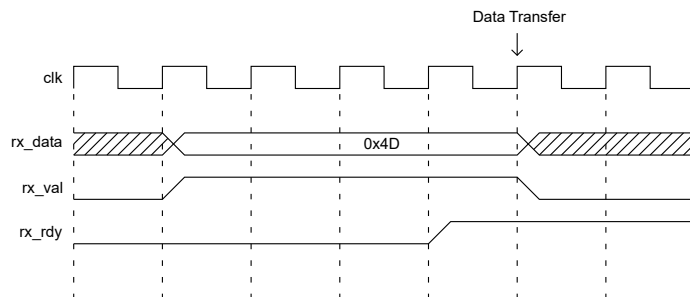 Data Transfer
clk
rx_data
0x4D
rx_val
rx_rdy